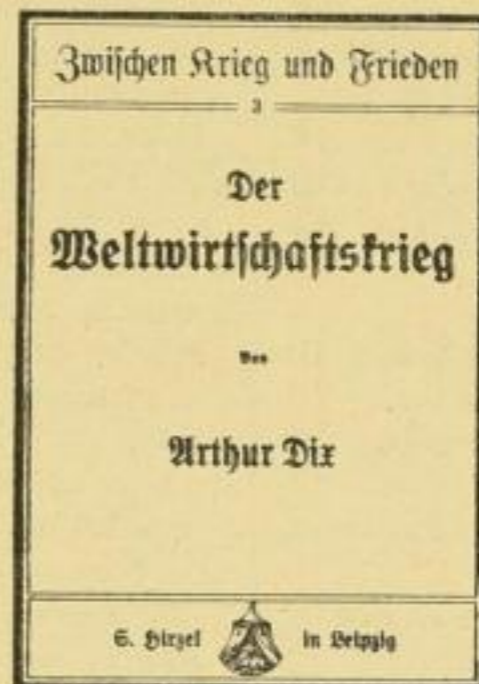 Zwischen Krieg und Frieden
3
Der
Weltwirtschaftskrieg
Von
Arthur Dix
S. Hirzel in Leipzig